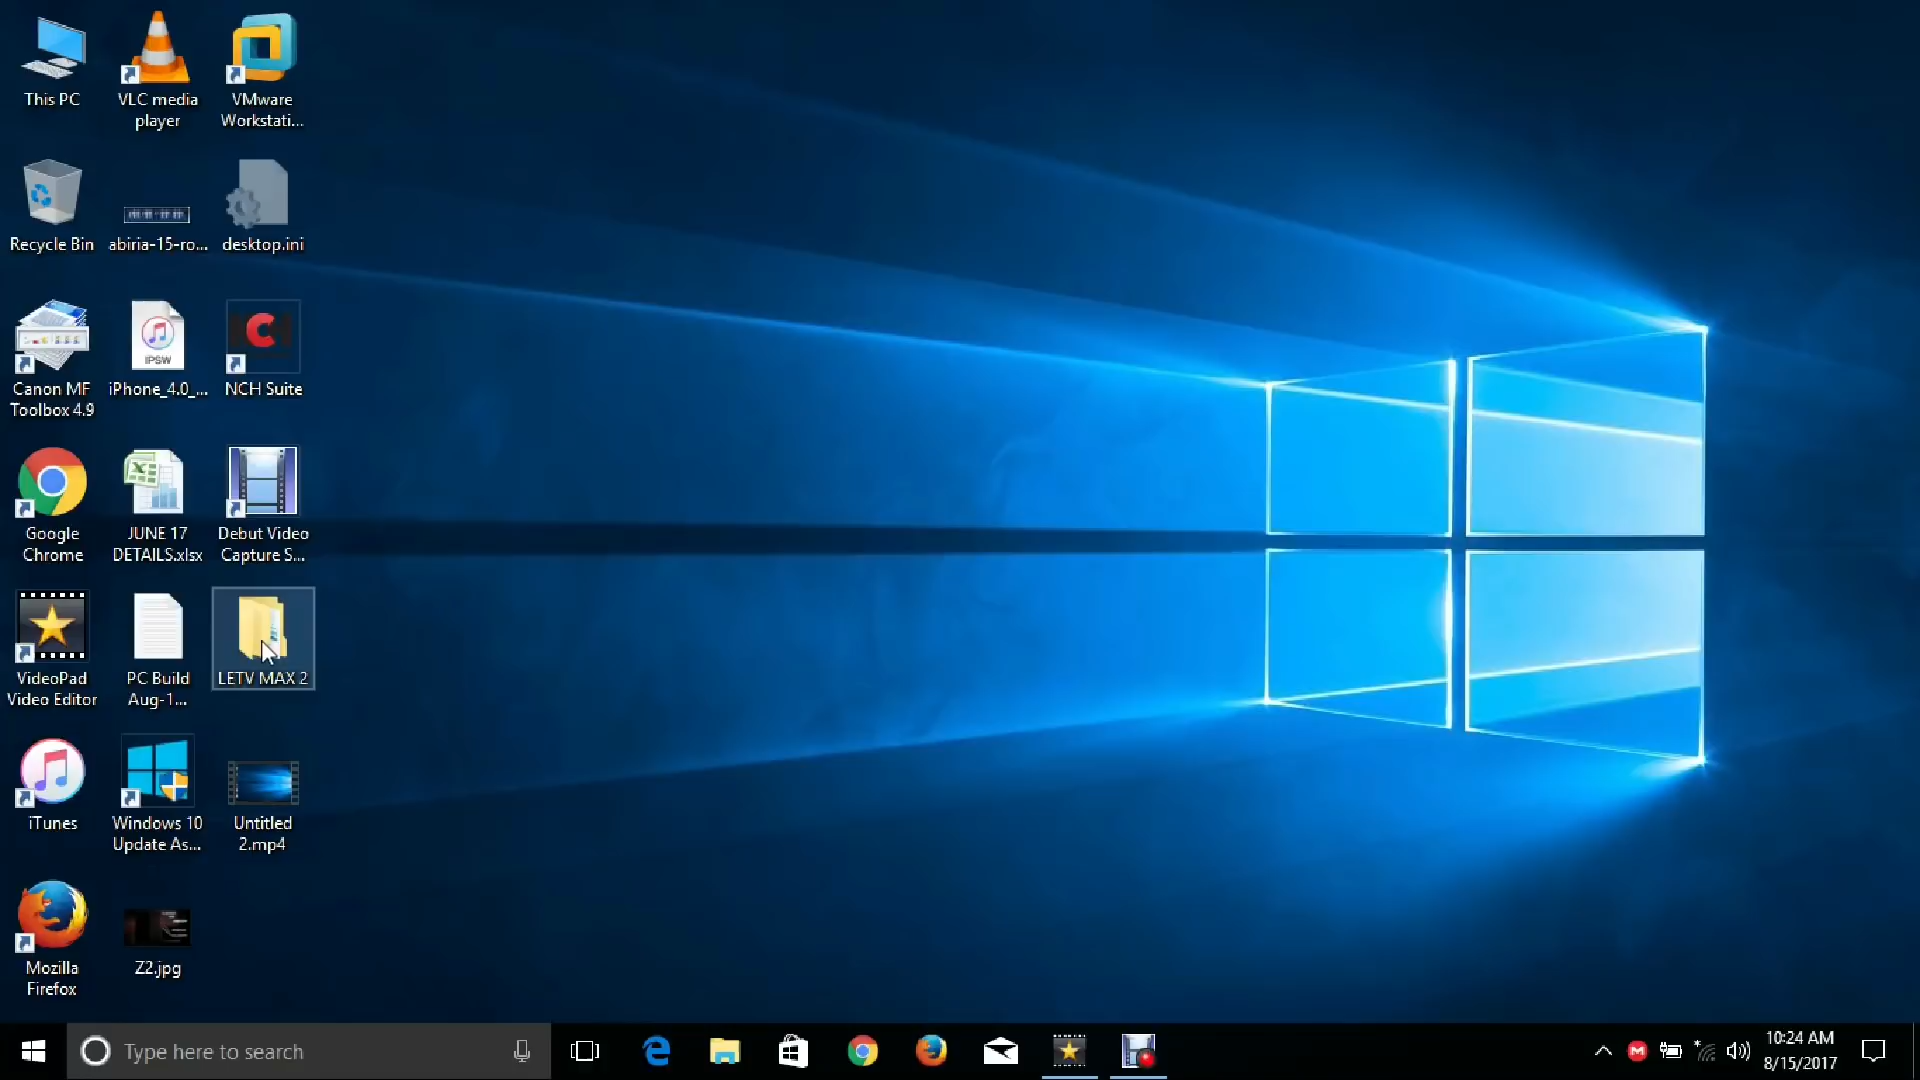 This PC
VLC media
player
VMware
Workstati...
Recycle Bin
abiria-15-ro...
desktop.ini
Canon MF
Toolbox 4.9
IPSW
iPhone_4.0_...
C
NCH Suite
Google
Chrome
JUNE 17
DETAILS.xlsx
Debut Video
Capture S...
VideoPad
Video Editor
PC Build
Aug-1...
LETV MAX 2
iTunes
Windows 10
Update As...
Untitled
2.mp4
Mozilla
Firefox
Z2.jpg
Type here to search
10:24 AM
8/15/2017